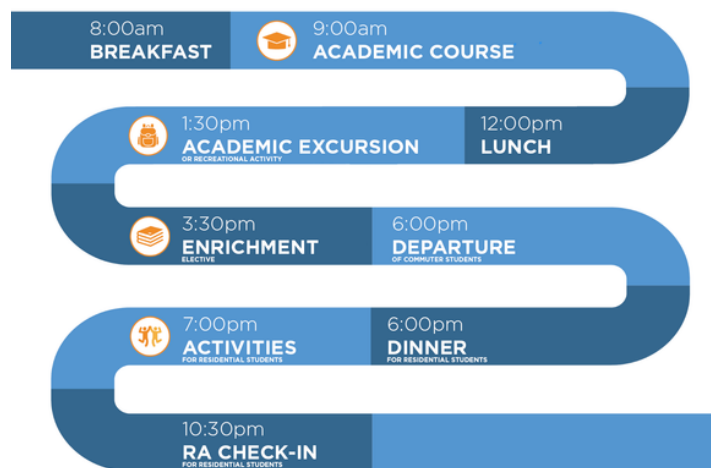 8:00am
BREAKFAST
9:00am
ACADEMIC COURSE
12:00pm
LUNCH
1:30pm
ACADEMIC EXCURSION
OR RECREATIONAL ACTIVITY
3:30pm
ENRICHMENT
ELECTIVE
6:00pm
DEPARTURE
OF COMMUTER STUDENTS
6:00pm
DINNER
FOR RESIDENTIAL STUDENTS
7:00pm
ACTIVITIES
FOR RESIDENTIAL STUDENTS
10:30pm
RA CHECK-IN
FOR RESIDENTIAL STUDENTS